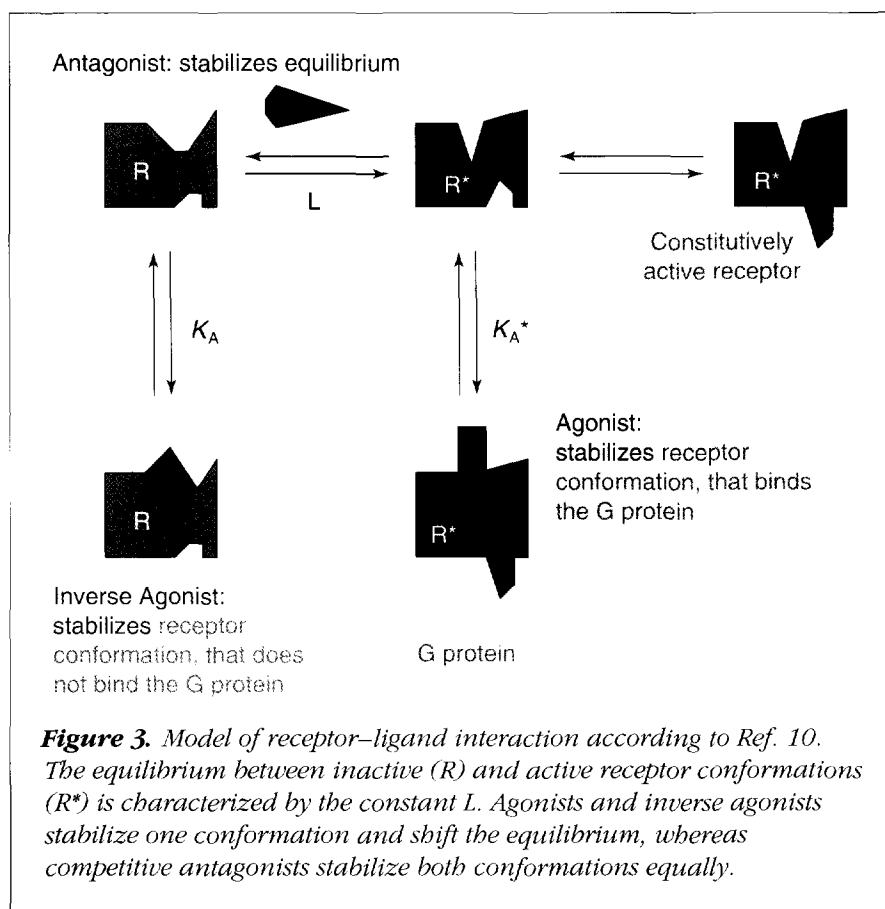 Antagonist: stabilizes equilibrium
R
L
R*
R*
Constitutively
active receptor
K_A
K_A*
Agonist:
stabilizes receptor
conformation, that binds
the G protein
R
R*
Inverse Agonist:
stabilizes receptor
conformation, that does
not bind the G protein
G protein
Figure 3. Model of receptor–ligand interaction according to Ref. 10.
The equilibrium between inactive (R) and active receptor conformations
(R*) is characterized by the constant L. Agonists and inverse agonists
stabilize one conformation and shift the equilibrium, whereas
competitive antagonists stabilize both conformations equally.